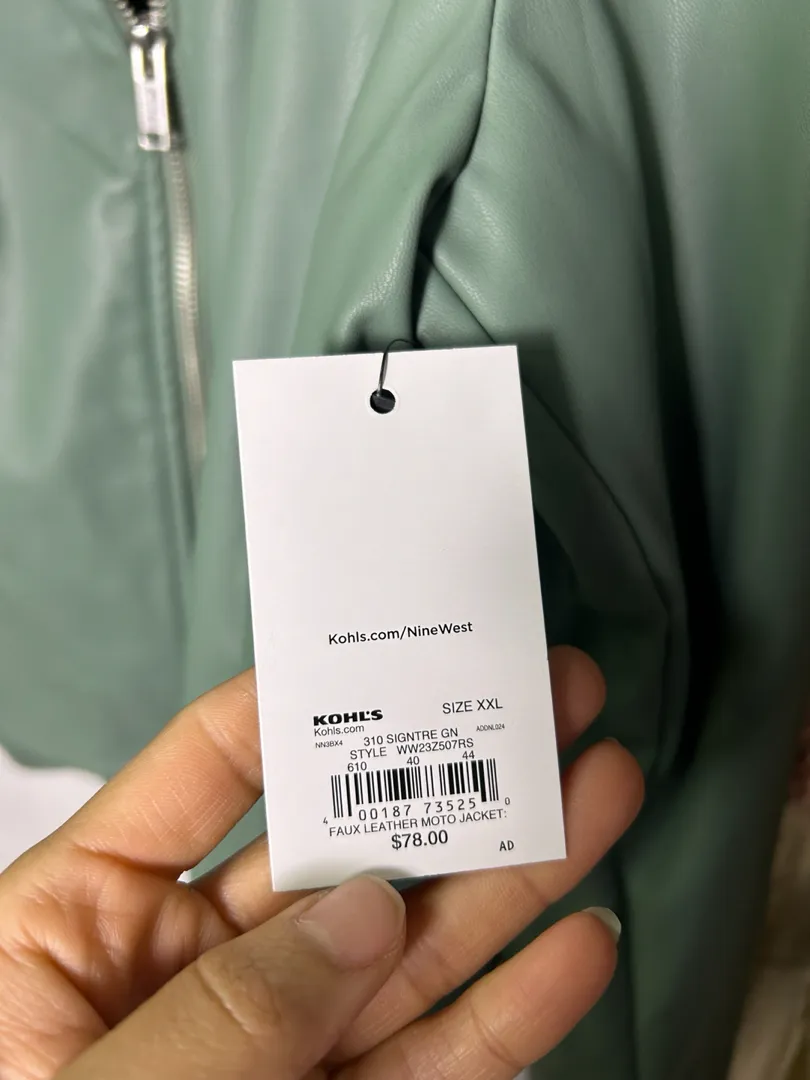 Kohls.com/NineWest
KOHL'S SIZE XXL
Kohls.com
NN3BX4 310 SIGNTRE GN ADDNL024
STYLE WW23Z507RS
610 40 44
4 00187 73525 0
FAUX LEATHER MOTO JACKET:
$78.00
AD